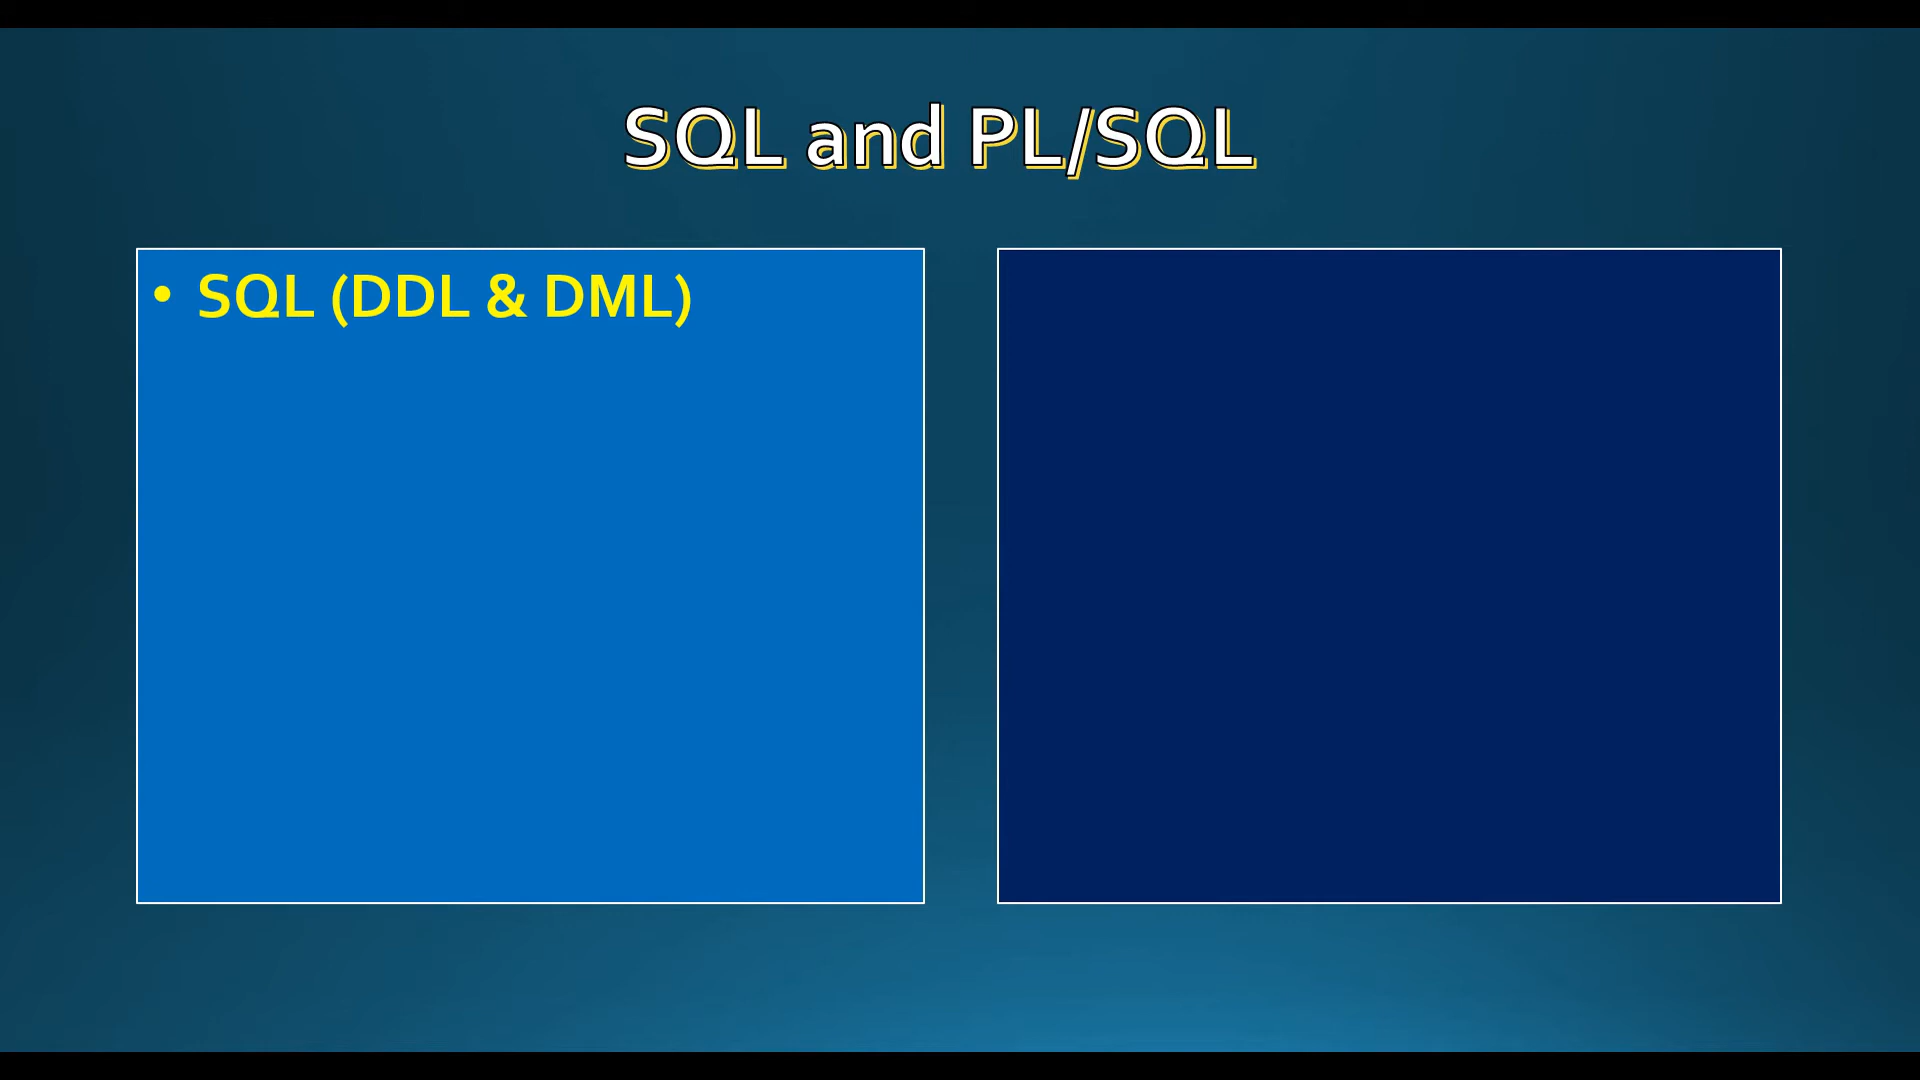 SQL and PL/SQL
• SQL (DDL & DML)